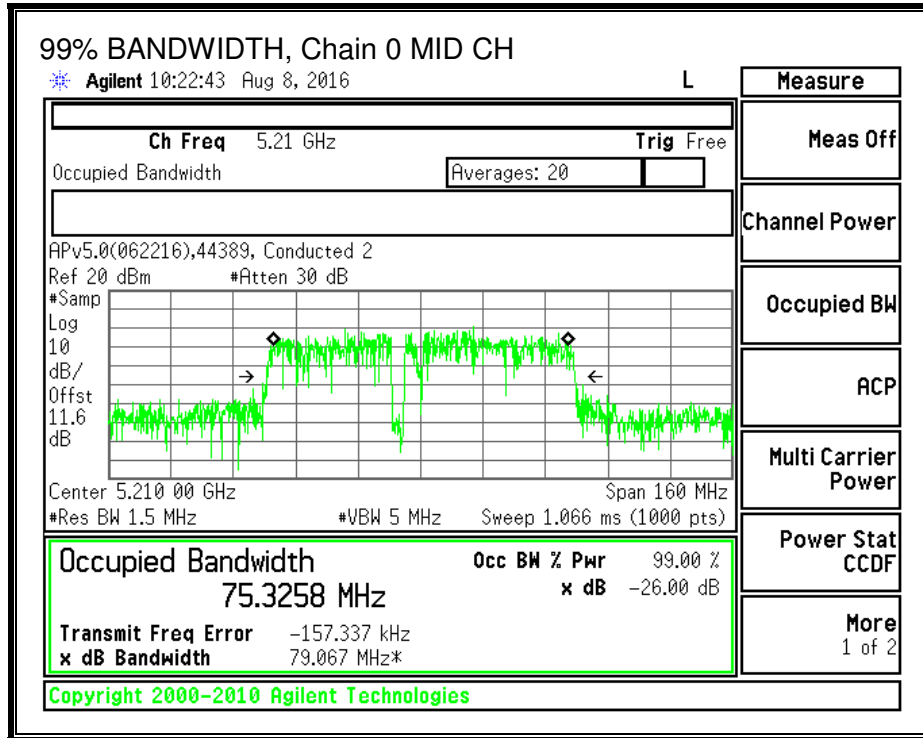 99% BANDWIDTH, Chain 0 MID CH
Agilent 10:22:43 Aug 8, 2016 L Measure
Ch Freq 5.21 GHz Trig Free
Meas Off
Occupied Bandwidth Averages: 20
Channel Power
APv5.0(062216),44389, Conducted 2
Ref 20 dBm #Atten 30 dB
#Samp
Log
10
dB/
Offst
11.6
dB
Occupied BW
ACP
Center 5.210 00 GHz Span 160 MHz
#Res BW 1.5 MHz #VBW 5 MHz Sweep 1.066 ms (1000 pts)
Multi Carrier
Power
Occupied Bandwidth Occ BW % Pwr 99.00 %
75.3258 MHz x dB -26.00 dB
Transmit Freq Error -157.337 kHz
x dB Bandwidth 79.067 MHz*
Power Stat
CCDF
More
1 of 2
Copyright 2000-2010 Agilent Technologies